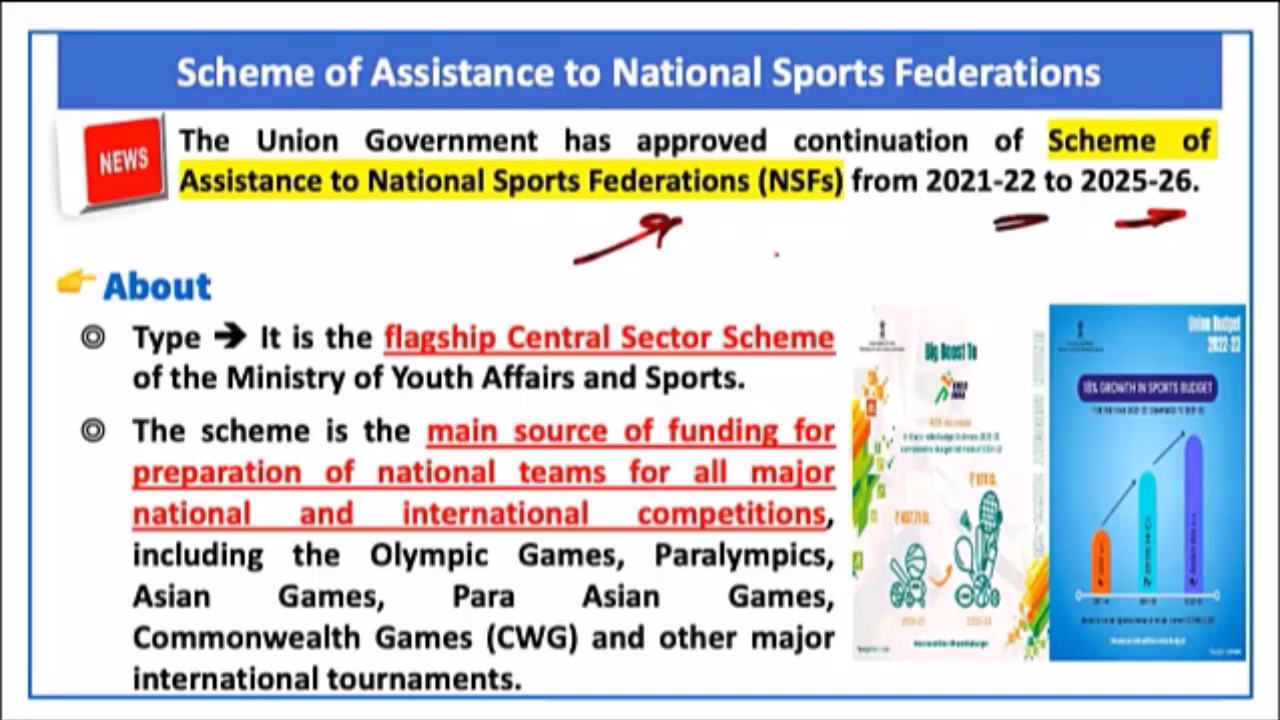 Scheme of Assistance to National Sports Federations
NEWS
The Union Government has approved continuation of Scheme of
Assistance to National Sports Federations (NSFs) from 2021-22 to 2025-26.
About
Type ➔ It is the flagship Central Sector Scheme
of the Ministry of Youth Affairs and Sports.
The scheme is the main source of funding for
preparation of national teams for all major
national and international competitions,
including the Olympic Games, Paralympics,
Asian Games, Para Asian Games,
Commonwealth Games (CWG) and other major
international tournaments.
Big Boost To
Union Budget
2022-23
18% GROWTH IN SPORTS BUDGET